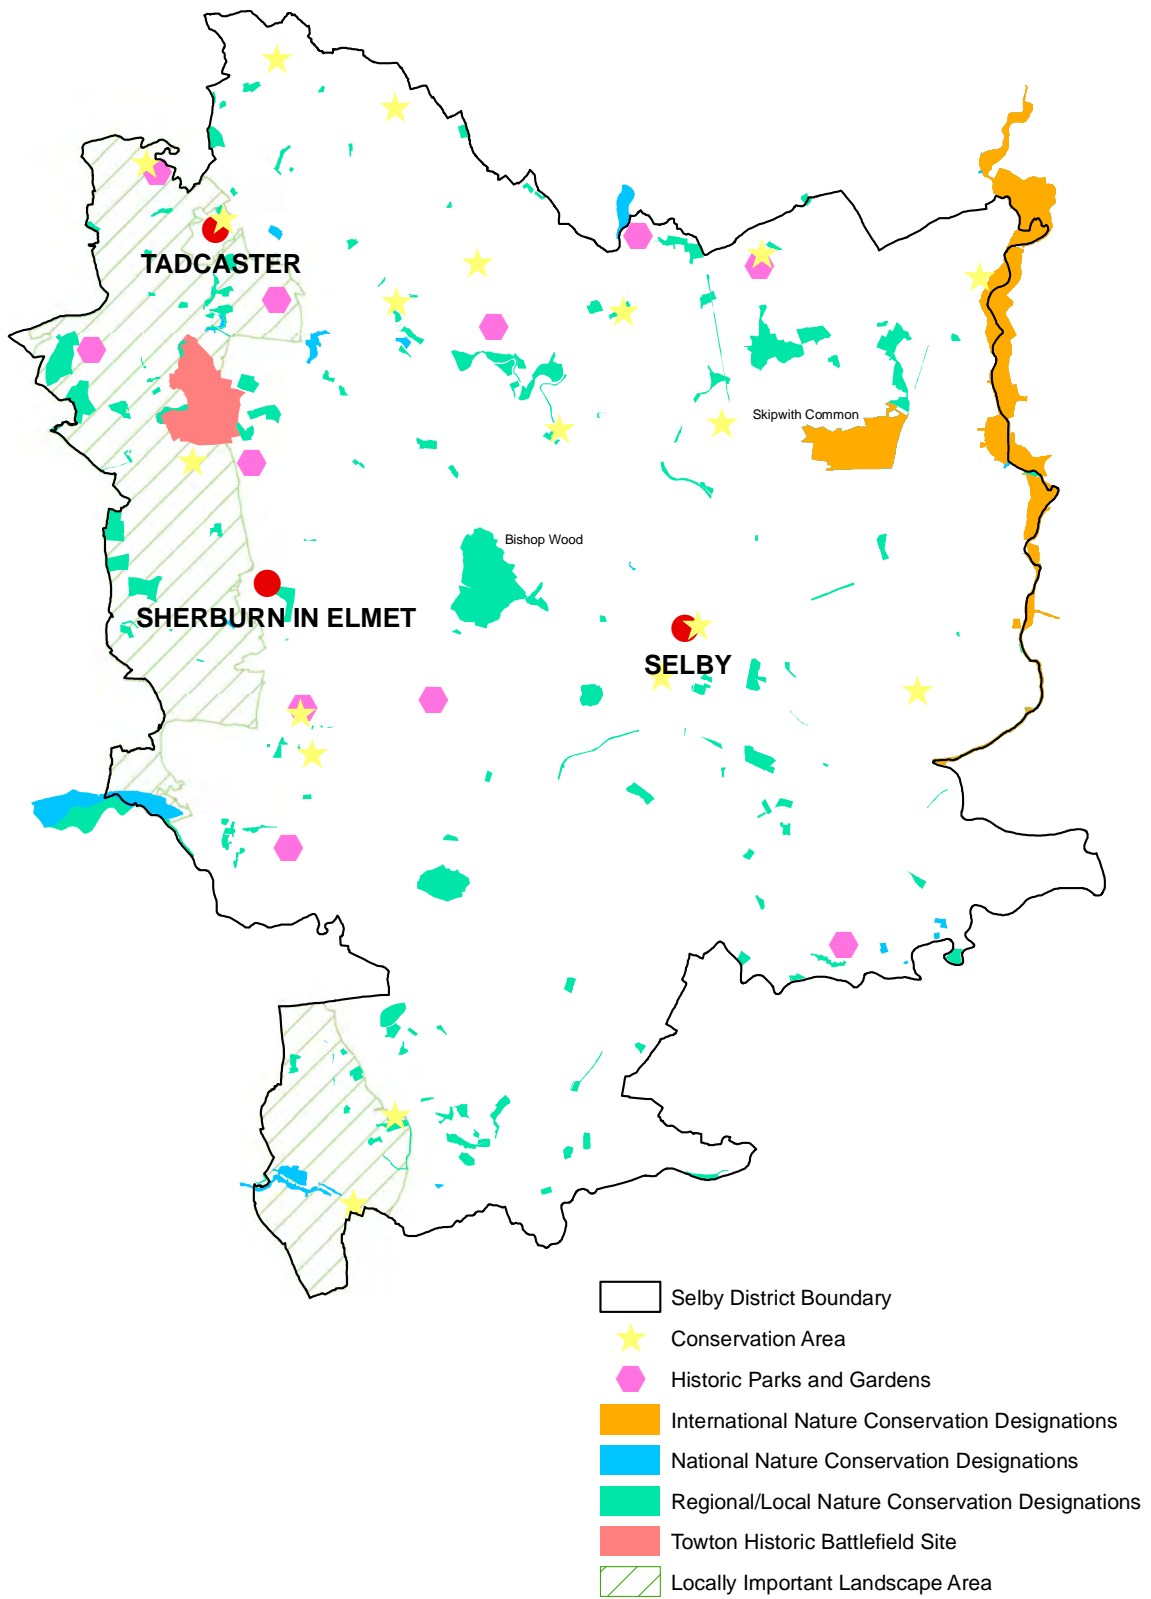 TADCASTER
Skipwith Common
Bishop Wood
SHERBURN IN ELMET
SELBY
Selby District Boundary
Conservation Area
Historic Parks and Gardens
International Nature Conservation Designations
National Nature Conservation Designations
Regional/Local Nature Conservation Designations
Towton Historic Battlefield Site
Locally Important Landscape Area